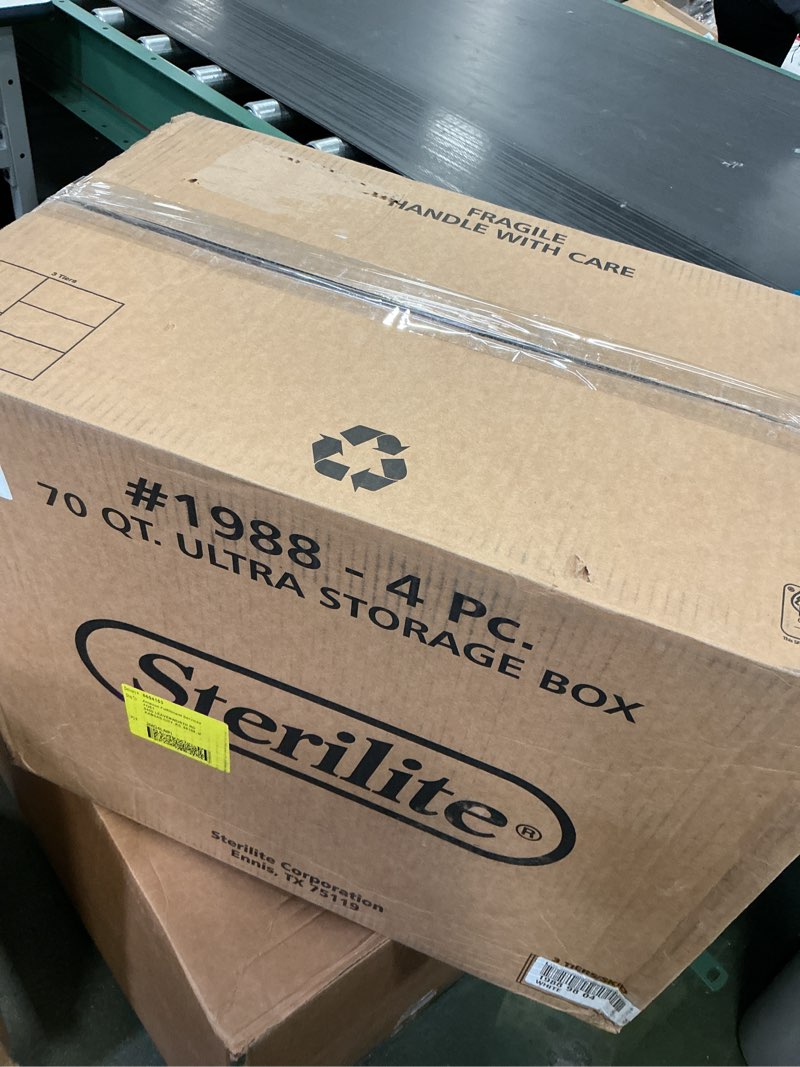 FRAGILE
HANDLE WITH CARE
3 Tiers
#1988 - 4 PC.
70 QT. ULTRA STORAGE BOX
Sterilite®
Sterilite Corporation
Ennis, TX 75119
WHITE